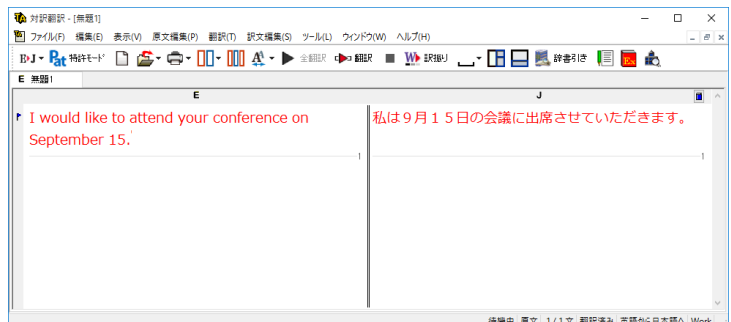 対訳翻訳 - [無題1]
ファイル(F) 編集(E) 表示(V) 原文編集(P) 翻訳(T) 訳文編集(S) ツール(L) ウインドウ(W) ヘルプ(H)
E▸J Pat 特許ﾓｰﾄﾞ 全翻訳 翻訳 訳振り 辞書引き
E 無題1
E J
I would like to attend your conference on
September 15.
私は９月１５日の会議に出席させていただきます。
1 1
待機中 原文 1/1文 翻訳済み 英語から日本語へ Work